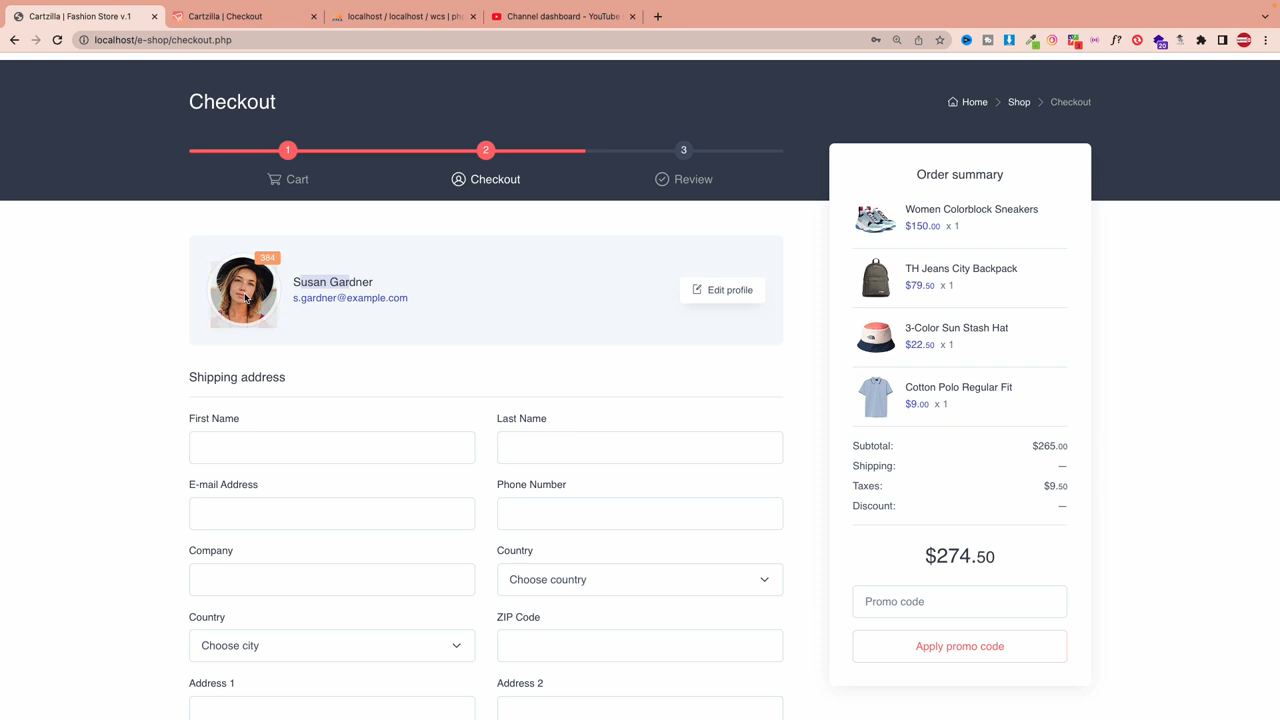 Cartzilla | Fashion Store v.1
Cartzilla | Checkout
localhost / localhost / wcs | ph
Channel dashboard - YouTube
localhost/e-shop/checkout.php
Checkout
Home
Shop
Checkout
1
2
3
Cart
Checkout
Review
384
Susan Gardner
s.gardner@example.com
Edit profile
Shipping address
First Name
Last Name
E-mail Address
Phone Number
Company
Country
Choose country
Country
ZIP Code
Choose city
Address 1
Address 2
Order summary
Women Colorblock Sneakers
$150.00 x 1
TH Jeans City Backpack
$79.50 x 1
3-Color Sun Stash Hat
$22.50 x 1
Cotton Polo Regular Fit
$9.00 x 1
Subtotal: $265.00
Shipping: —
Taxes: $9.50
Discount: —
$274.50
Promo code
Apply promo code